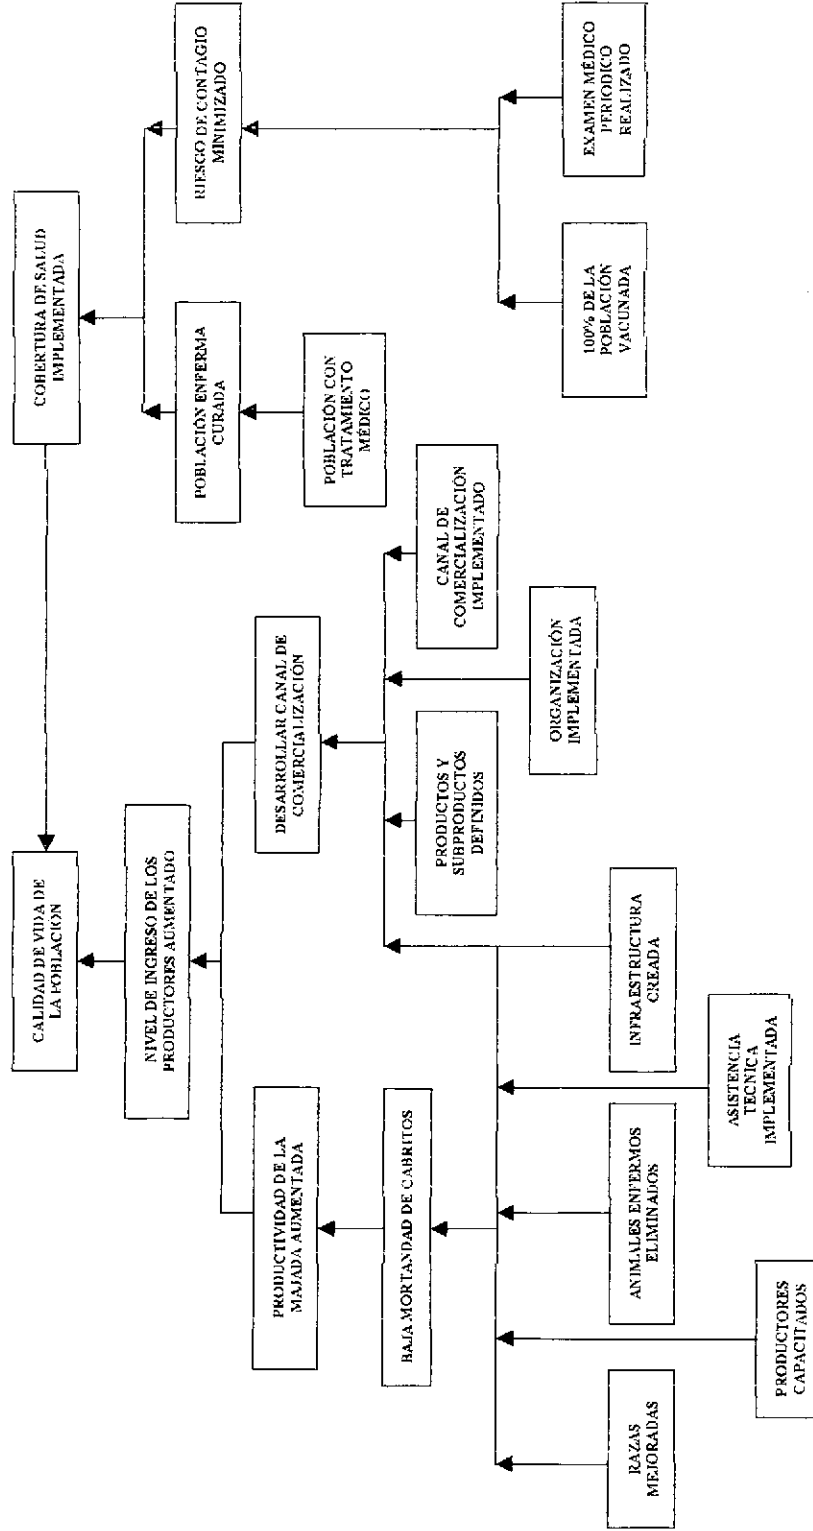 CALIDAD DE VIDA DE
LA POBLACION
COBERTURA DE SALUD
IMPLEMENTADA
NIVEL DE INGRESO DE LOS
PRODUCTORES AUMENTADO
POBLACIÓN ENFERMA
CURADA
RIESGO DE CONTAGIO
MINIMIZADO
PRODUCTIVIDAD DE LA
MAJADA AUMENTADA
DESARROLLAR CANAL DE
COMERCIALIZACIÓN
POBLACIÓN CON
TRATAMIENTO
MÉDICO
BAJA MORTANDAD DE CABRITOS
PRODUCTOS Y
SUBPRODUCTOS
DEFINIDOS
CANAL DE
COMERCIALIZACIÓN
IMPLEMENTADO
ORGANIZACIÓN
IMPLEMENTADA
100% DE LA
POBLACIÓN
VACUNADA
EXAMEN MÉDICO
PERIODICO
REALIZADO
RAZAS
MEJORADAS
ANIMALES ENFERMOS
ELIMINADOS
INFRAESTRUCTURA
CREADA
PRODUCTORES
CAPACITADOS
ASISTENCIA
TECNICA
IMPLEMENTADA